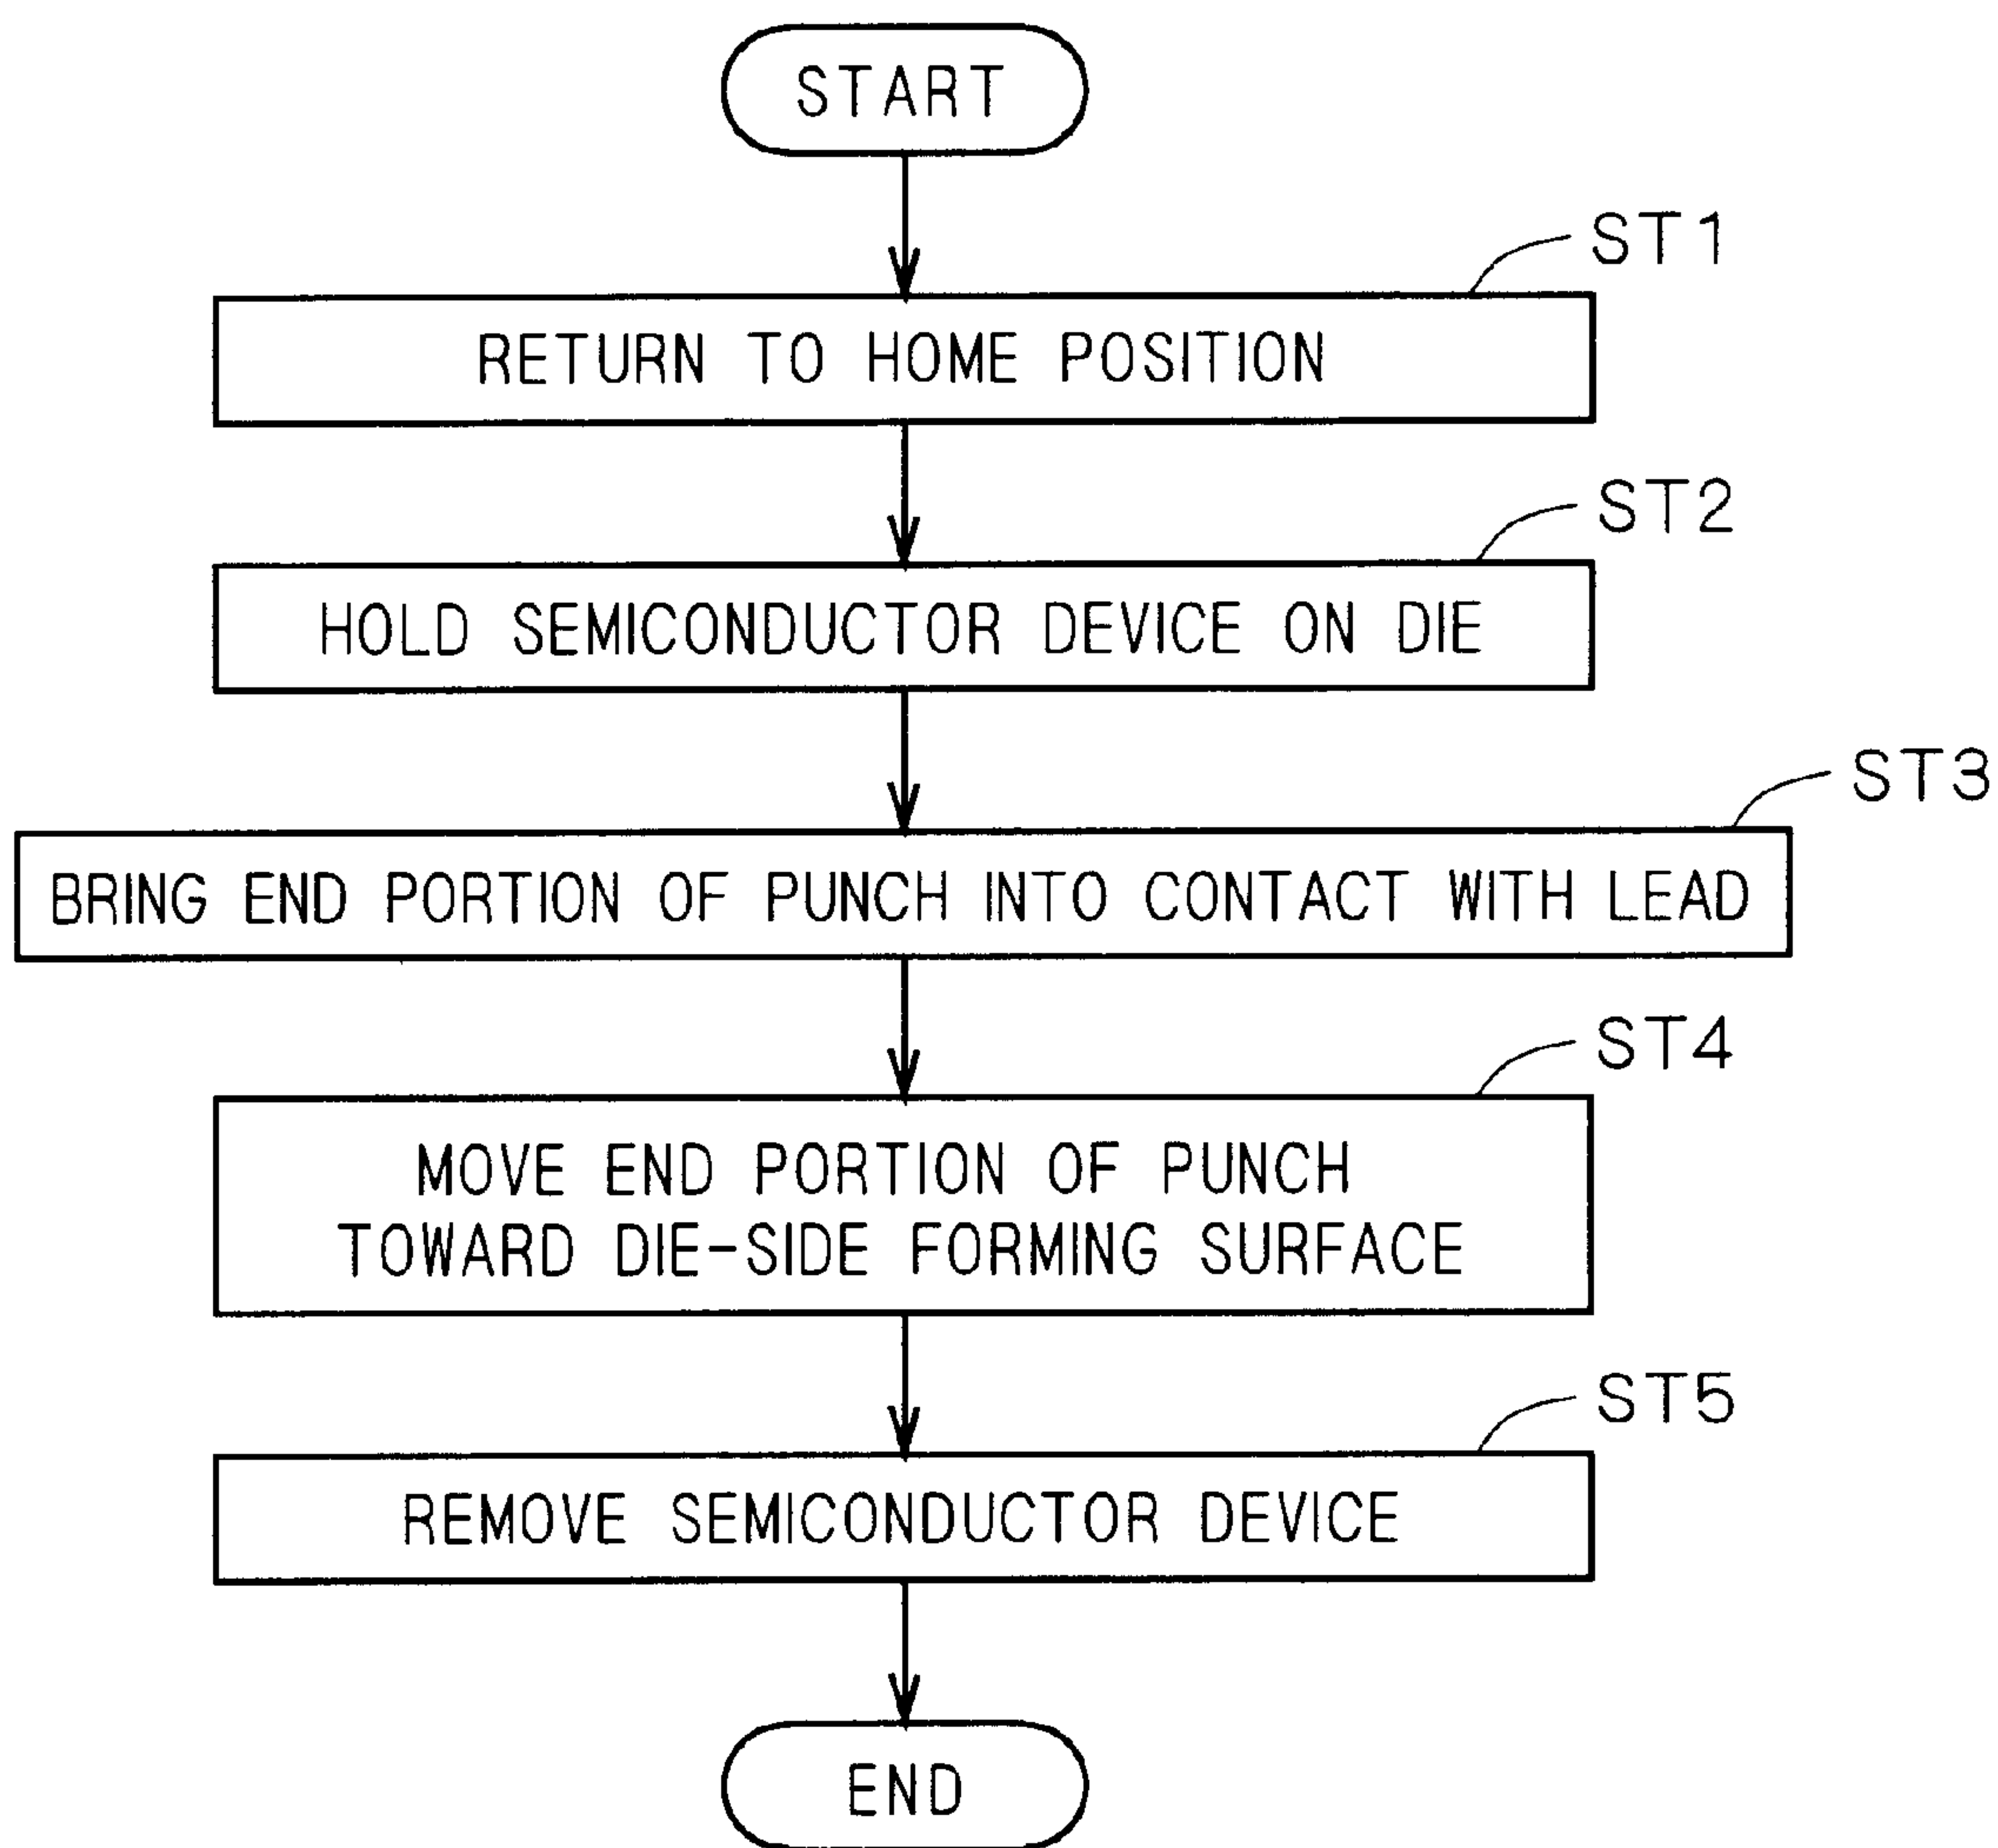 START
ST1
RETURN TO HOME POSITION
ST2
HOLD SEMICONDUCTOR DEVICE ON DIE
ST3
BRING END PORTION OF PUNCH INTO CONTACT WITH LEAD
ST4
MOVE END PORTION OF PUNCH
TOWARD DIE-SIDE FORMING SURFACE
ST5
REMOVE SEMICONDUCTOR DEVICE
END